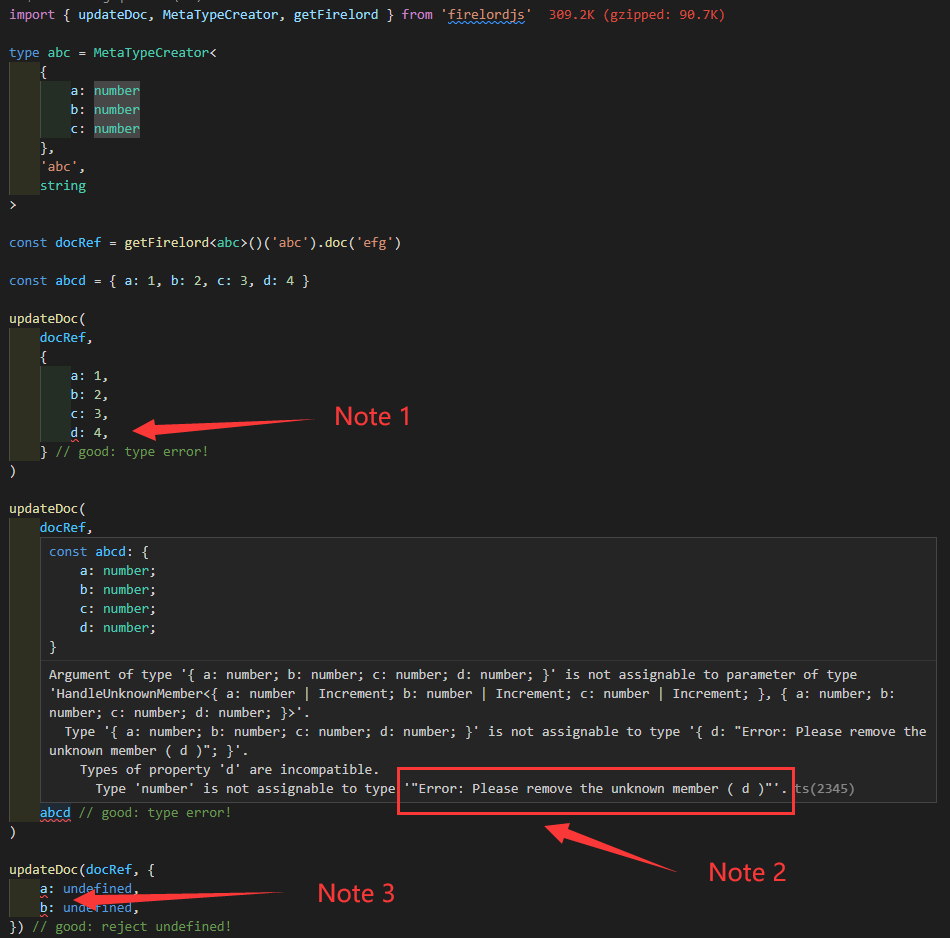 import { updateDoc, MetaTypeCreator, getFirelord } from 'firelordjs'  309.2K (gzipped: 90.7K)
type abc = MetaTypeCreator<
{
a: number
b: number
c: number
},
'abc',
string
>
const docRef = getFirelord<abc>()('abc').doc('efg')
const abcd = { a: 1, b: 2, c: 3, d: 4 }
updateDoc(
docRef,
{
a: 1,
b: 2,
c: 3,
Note 1
d: 4,
} // good: type error!
)
updateDoc(
docRef,
const abcd: {
a: number;
b: number;
c: number;
d: number;
}
Argument of type '{ a: number; b: number; c: number; d: number; }' is not assignable to parameter of type
'HandleUnknownMember<{ a: number | Increment; b: number | Increment; c: number | Increment; }, { a: number; b:
number; c: number; d: number; }>'.
Type '{ a: number; b: number; c: number; d: number; }' is not assignable to type '{ d: "Error: Please remove the
unknown member ( d )"; }'.
Types of property 'd' are incompatible.
Type 'number' is not assignable to type '"Error: Please remove the unknown member ( d )"'. ts(2345)
abcd // good: type error!
)
Note 2
updateDoc(docRef, {
a: undefined,
Note 3
b: undefined,
}) // good: reject undefined!